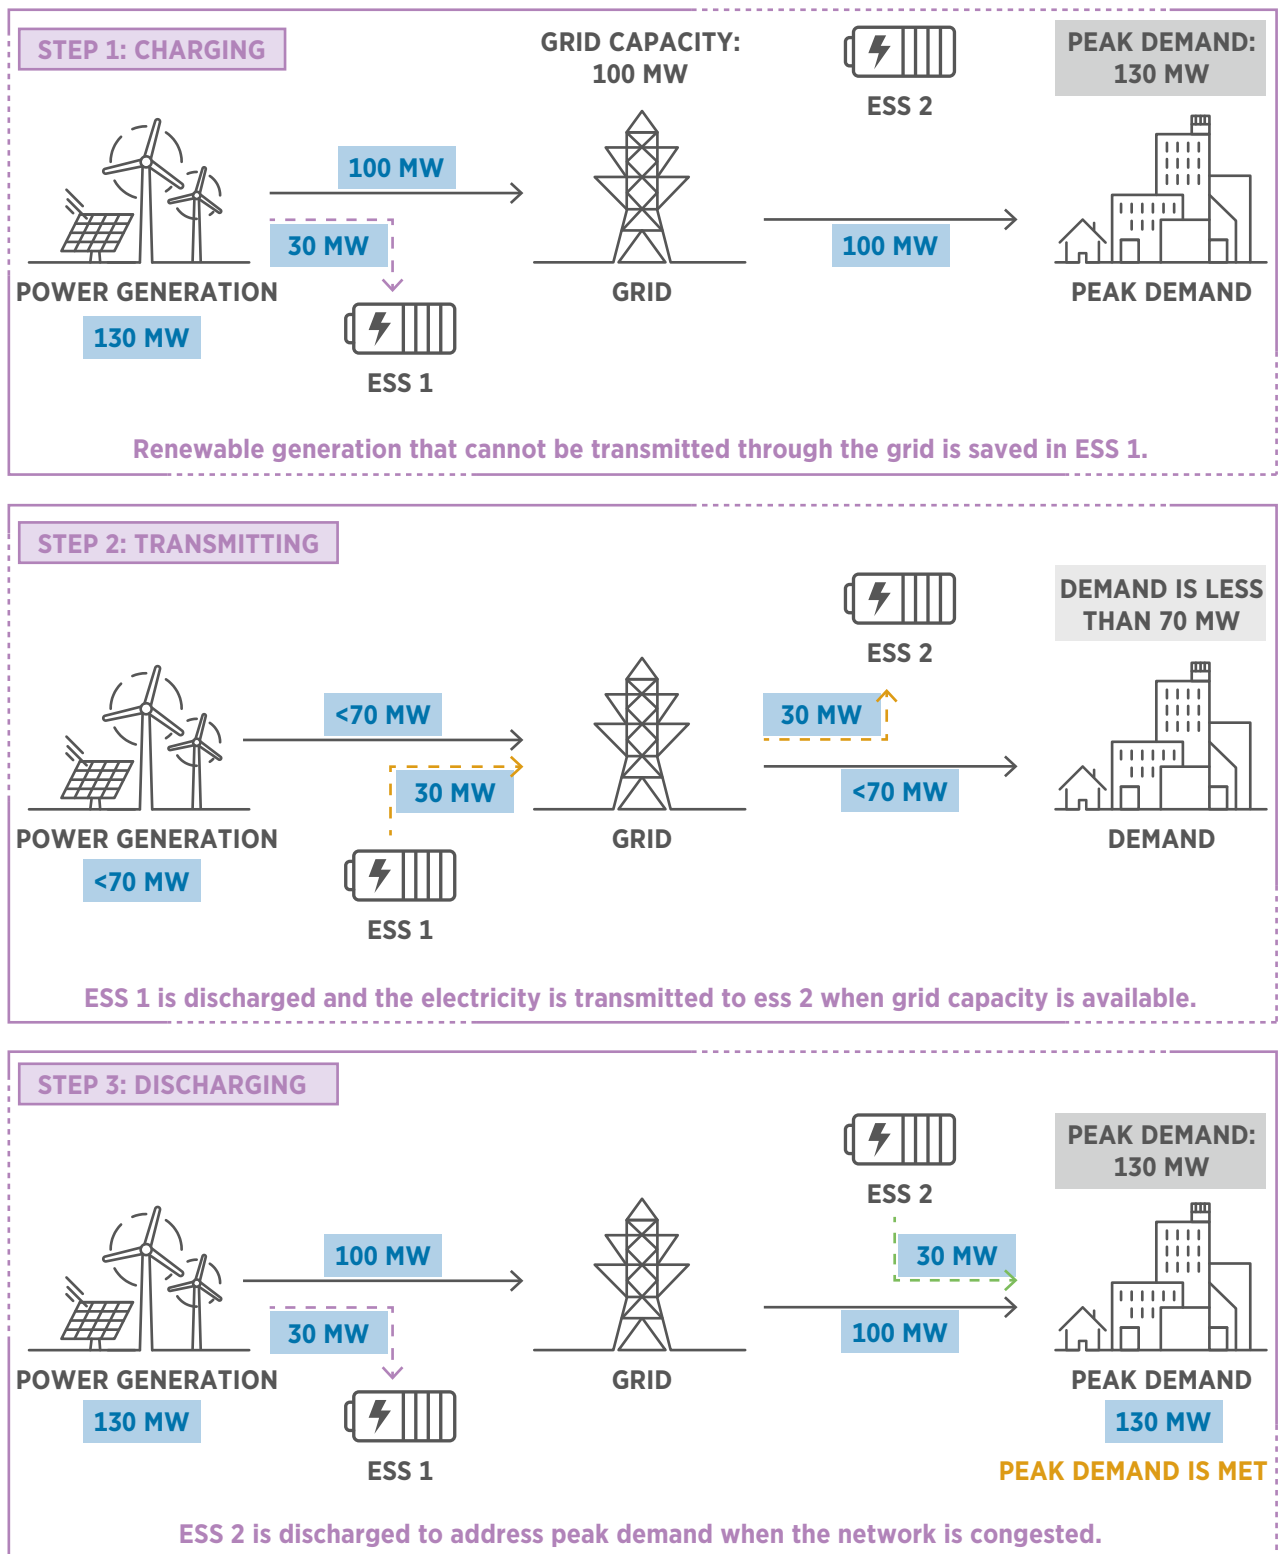 STEP 1: CHARGING
GRID CAPACITY:
100 MW
ESS 2
PEAK DEMAND:
130 MW
100 MW
30 MW
100 MW
POWER GENERATION
130 MW
ESS 1
GRID
PEAK DEMAND
Renewable generation that cannot be transmitted through the grid is saved in ESS 1.
STEP 2: TRANSMITTING
ESS 2
DEMAND IS LESS
THAN 70 MW
<70 MW
30 MW
30 MW
<70 MW
POWER GENERATION
<70 MW
ESS 1
GRID
DEMAND
ESS 1 is discharged and the electricity is transmitted to ess 2 when grid capacity is available.
STEP 3: DISCHARGING
ESS 2
PEAK DEMAND:
130 MW
100 MW
30 MW
30 MW
100 MW
POWER GENERATION
130 MW
ESS 1
GRID
PEAK DEMAND
130 MW
PEAK DEMAND IS MET
ESS 2 is discharged to address peak demand when the network is congested.